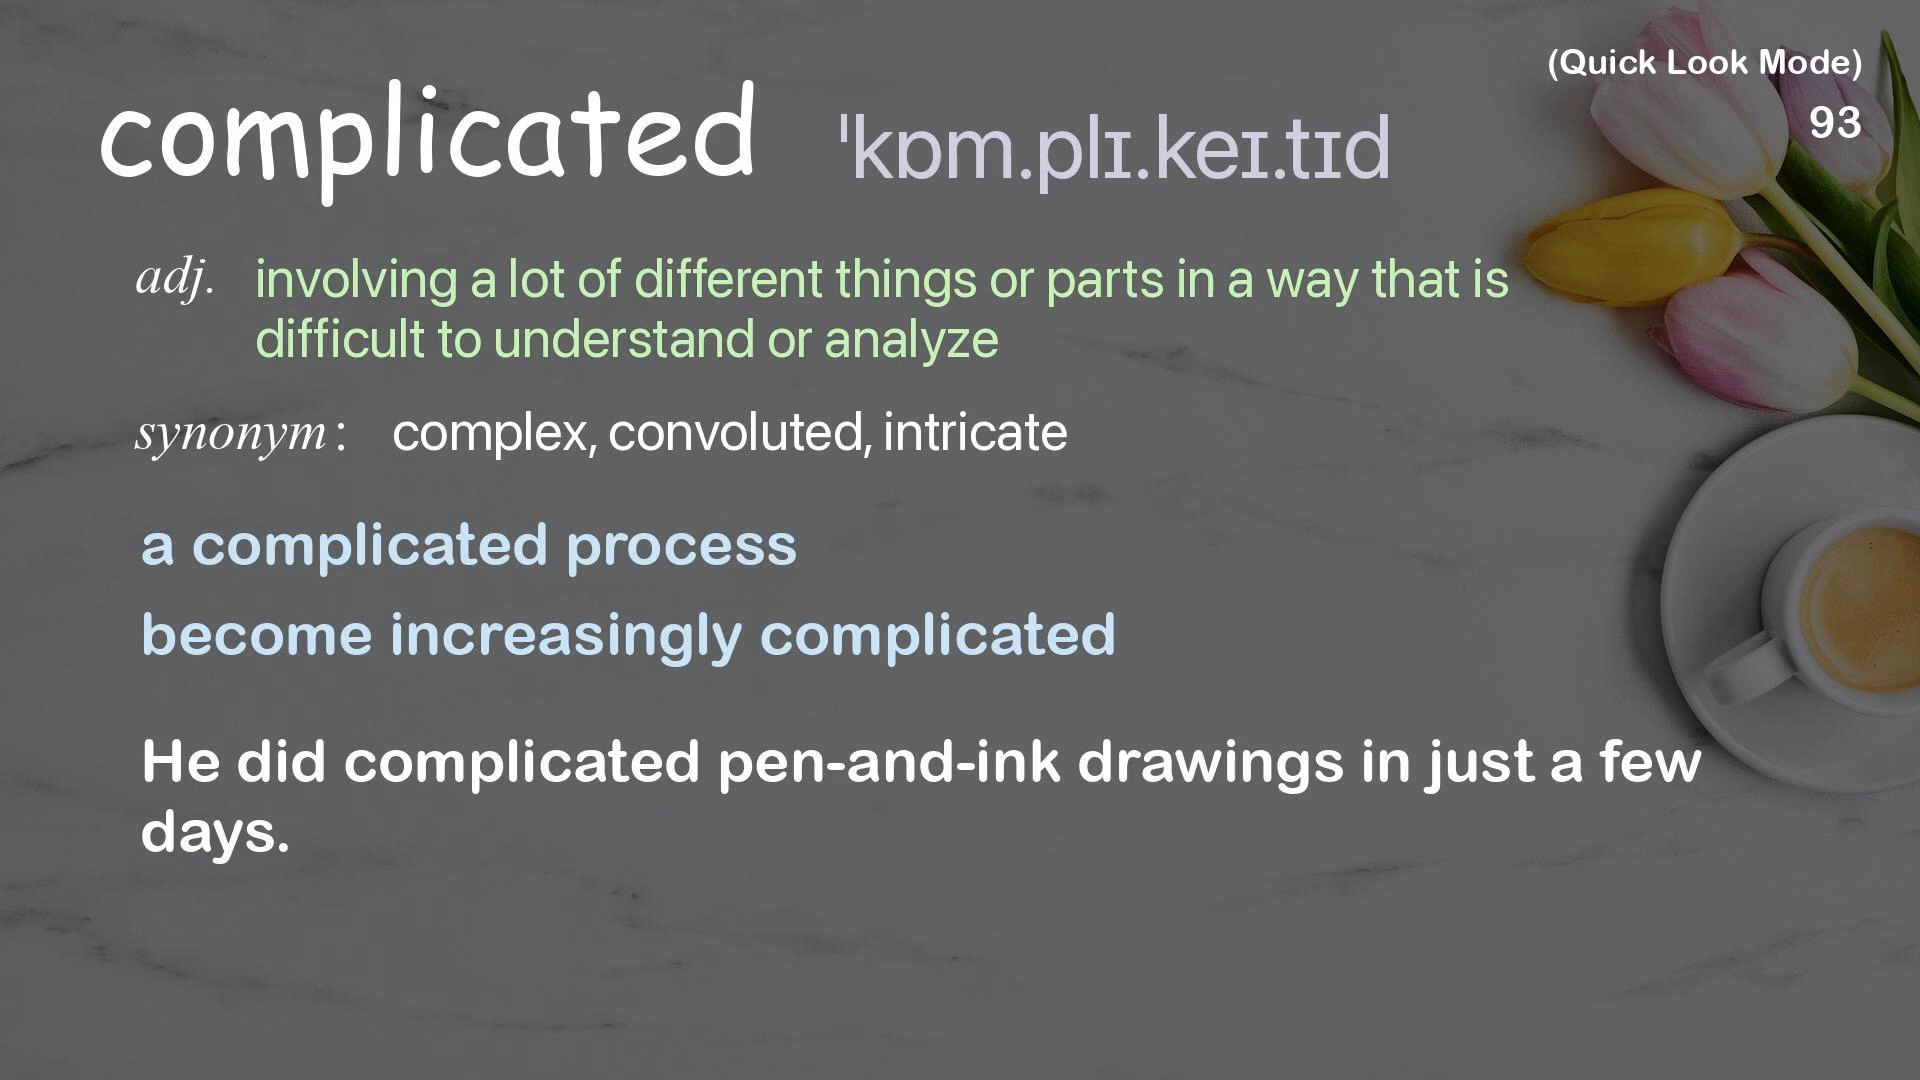 (Quick Look Mode)
93
complicated ˈkɒm.plɪ.keɪ.tɪd
adj. involving a lot of different things or parts in a way that is
difficult to understand or analyze
synonym: complex, convoluted, intricate
a complicated process
become increasingly complicated
He did complicated pen-and-ink drawings in just a few
days.